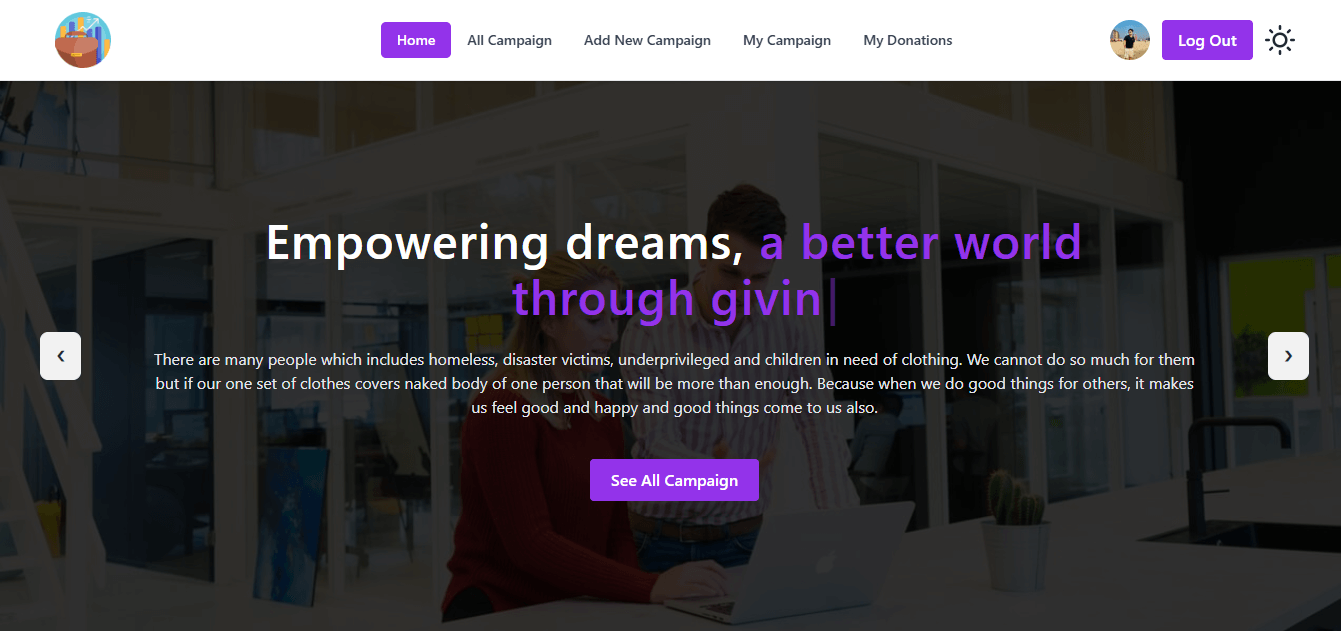 Home All Campaign Add New Campaign My Campaign My Donations Log Out
Empowering dreams, a better world
through givin
There are many people which includes homeless, disaster victims, underprivileged and children in need of clothing. We cannot do so much for them
but if our one set of clothes covers naked body of one person that will be more than enough. Because when we do good things for others, it makes
us feel good and happy and good things come to us also.
See All Campaign